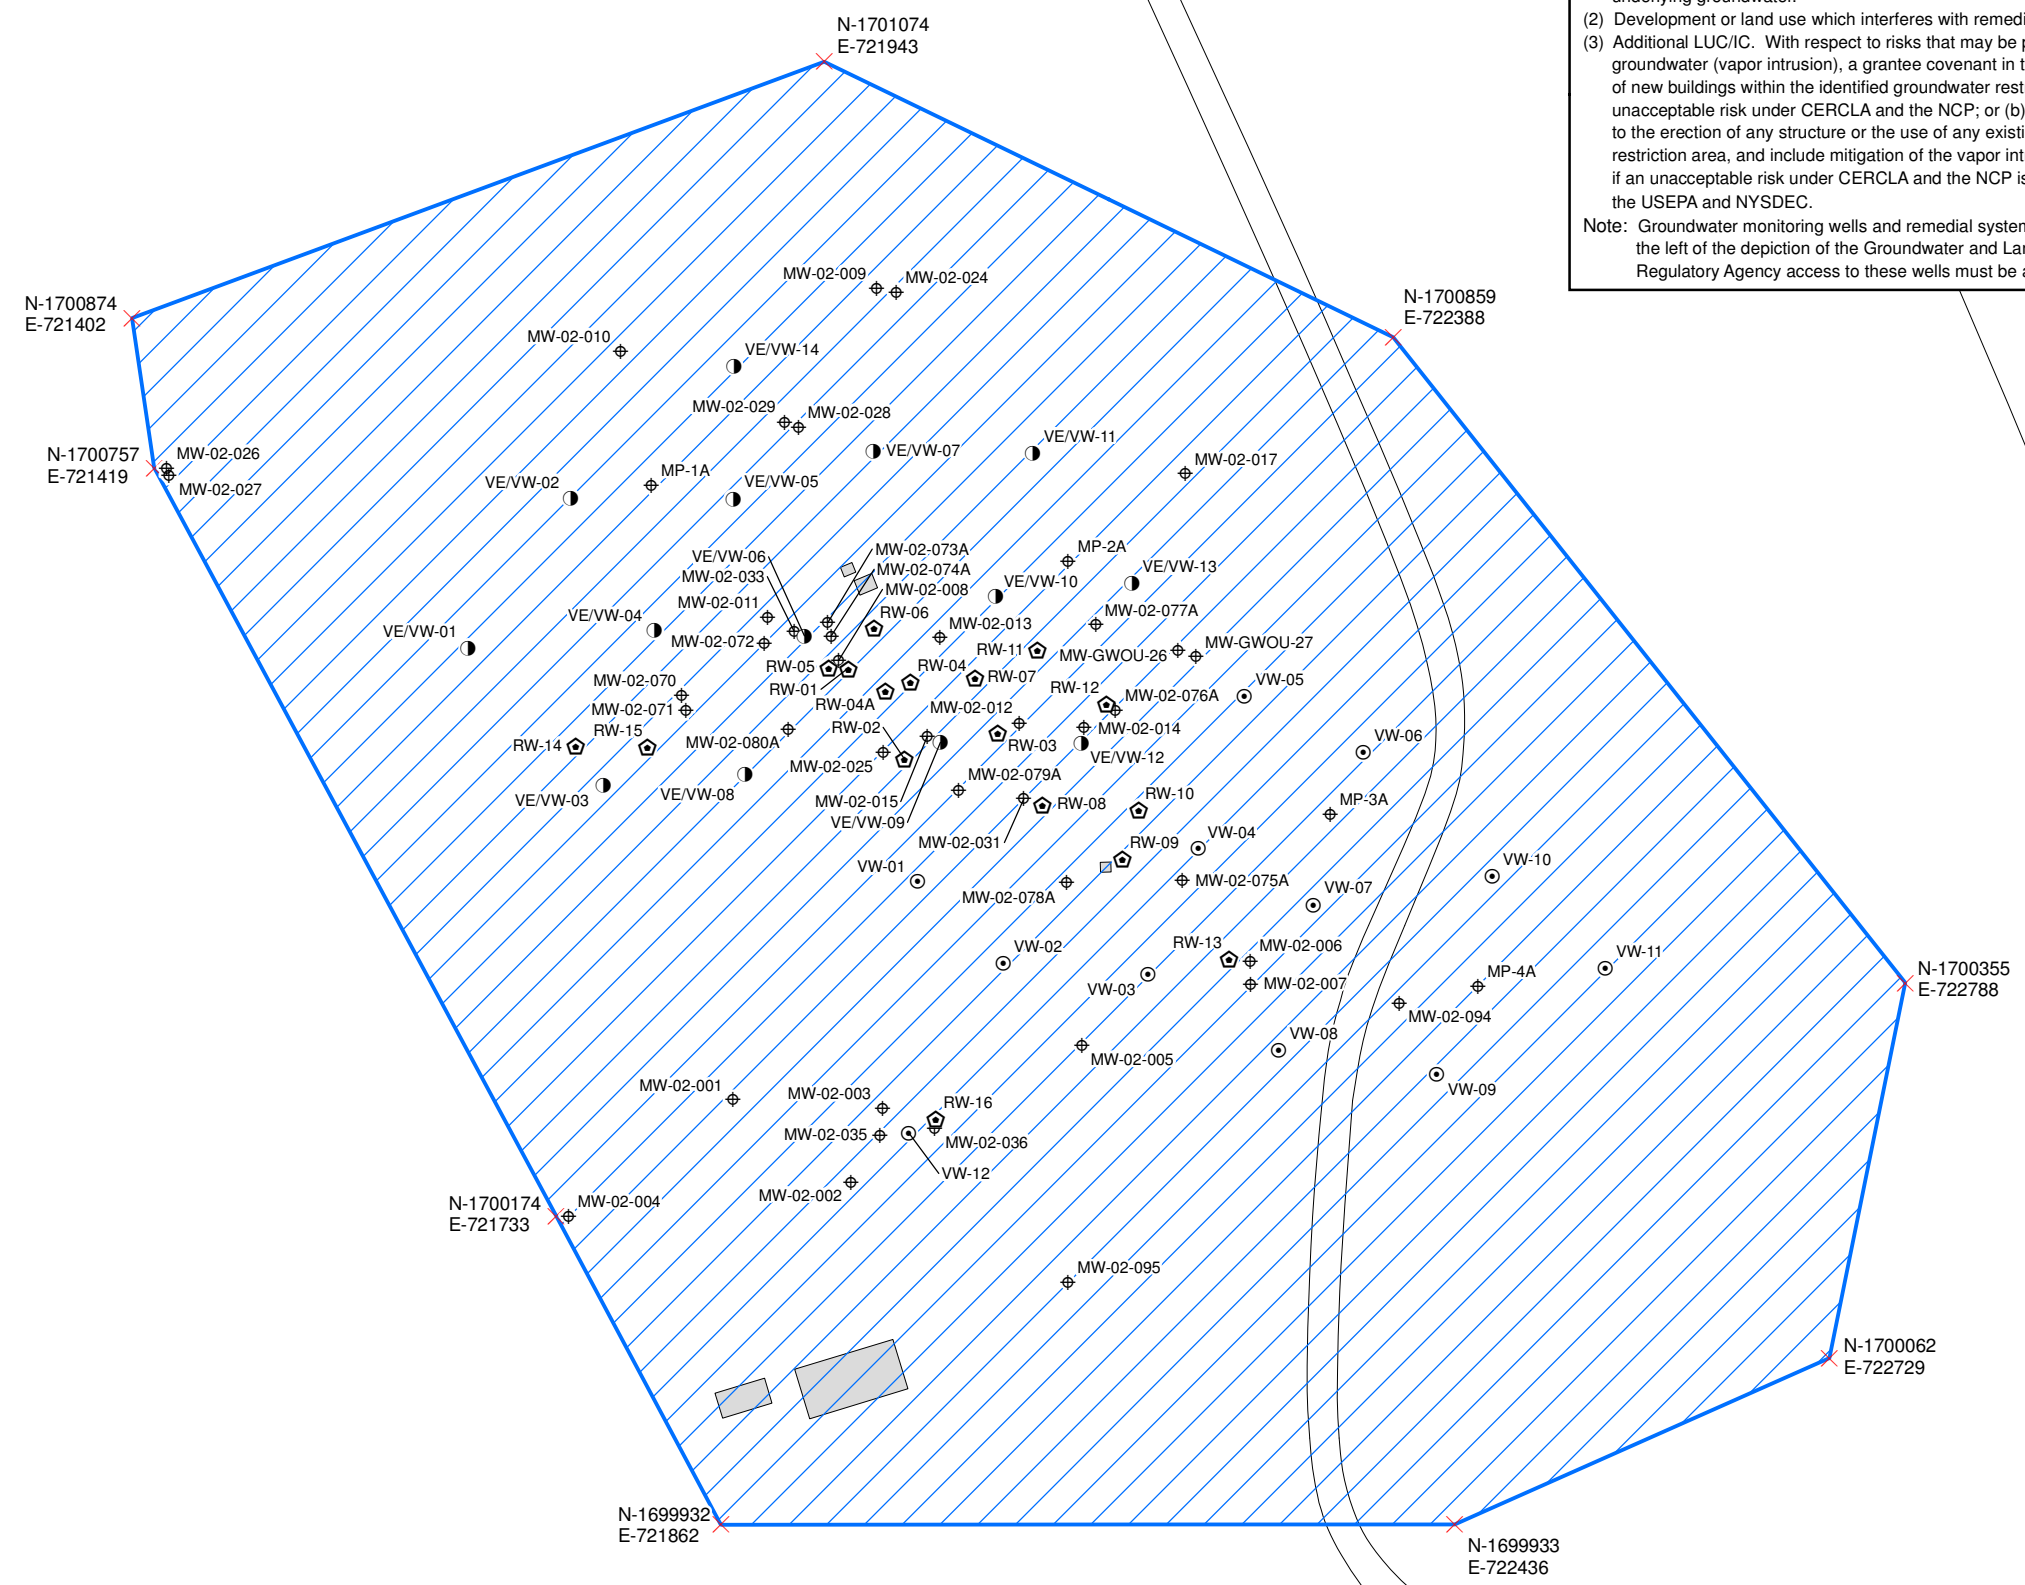 underlying groundwater.
(2) Development or land use which interferes with remedi
(3) Additional LUC/IC. With respect to risks that may be p
groundwater (vapor intrusion), a grantee covenant in t
of new buildings within the identified groundwater rest
unacceptable risk under CERCLA and the NCP; or (b)
to the erection of any structure or the use of any existi
restriction area, and include mitigation of the vapor int
if an unacceptable risk under CERCLA and the NCP is
the USEPA and NYSDEC.
Note: Groundwater monitoring wells and remedial system
the left of the depiction of the Groundwater and Lan
Regulatory Agency access to these wells must be a
N-1701074
E-721943
N-1700874
E-721402
N-1700859
E-722388
MW-02-009
MW-02-024
MW-02-010
VE/VW-14
MW-02-029
MW-02-028
N-1700757
E-721419
MW-02-026
MW-02-027
VE/VW-07
VE/VW-11
MW-02-017
VE/VW-02
MP-1A
VE/VW-05
VE/VW-06
MW-02-033
MW-02-073A
MW-02-074A
MW-02-008
MP-2A
VE/VW-10
VE/VW-13
MW-02-011
RW-06
MW-02-077A
VE/VW-04
VE/VW-01
MW-02-072
MW-02-013
RW-11
MW-GWOU-26
MW-GWOU-27
RW-05
RW-01
RW-04
RW-07
RW-04A
MW-02-070
MW-02-071
RW-12
MW-02-076A
VW-05
MW-02-012
RW-14
RW-15
MW-02-080A
RW-02
RW-03
MW-02-014
VW-06
VE/VW-12
MW-02-025
VE/VW-03
VE/VW-08
MW-02-079A
MW-02-015
VE/VW-09
RW-08
RW-10
MP-3A
MW-02-031
RW-09
VW-04
VW-01
MW-02-078A
MW-02-075A
VW-07
VW-10
VW-02
RW-13
MW-02-006
VW-11
VW-03
MW-02-007
MP-4A
N-1700355
E-722788
MW-02-094
VW-08
MW-02-005
VW-09
MW-02-001
MW-02-003
RW-16
MW-02-035
MW-02-036
VW-12
MW-02-002
N-1700174
E-721733
MW-02-004
MW-02-095
N-1700062
E-722729
N-1699932
E-721862
N-1699933
E-722436